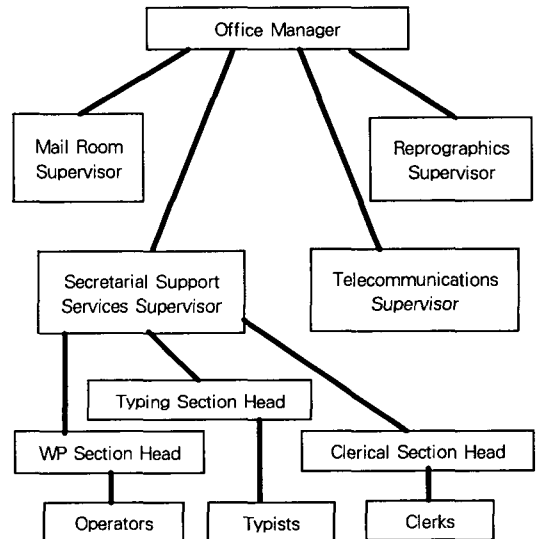 Office Manager
Mail Room
Supervisor
Reprographics
Supervisor
Secretarial Support
Services Supervisor
Telecommunications
Supervisor
Typing Section Head
WP Section Head
Clerical Section Head
Operators
Typists
Clerks